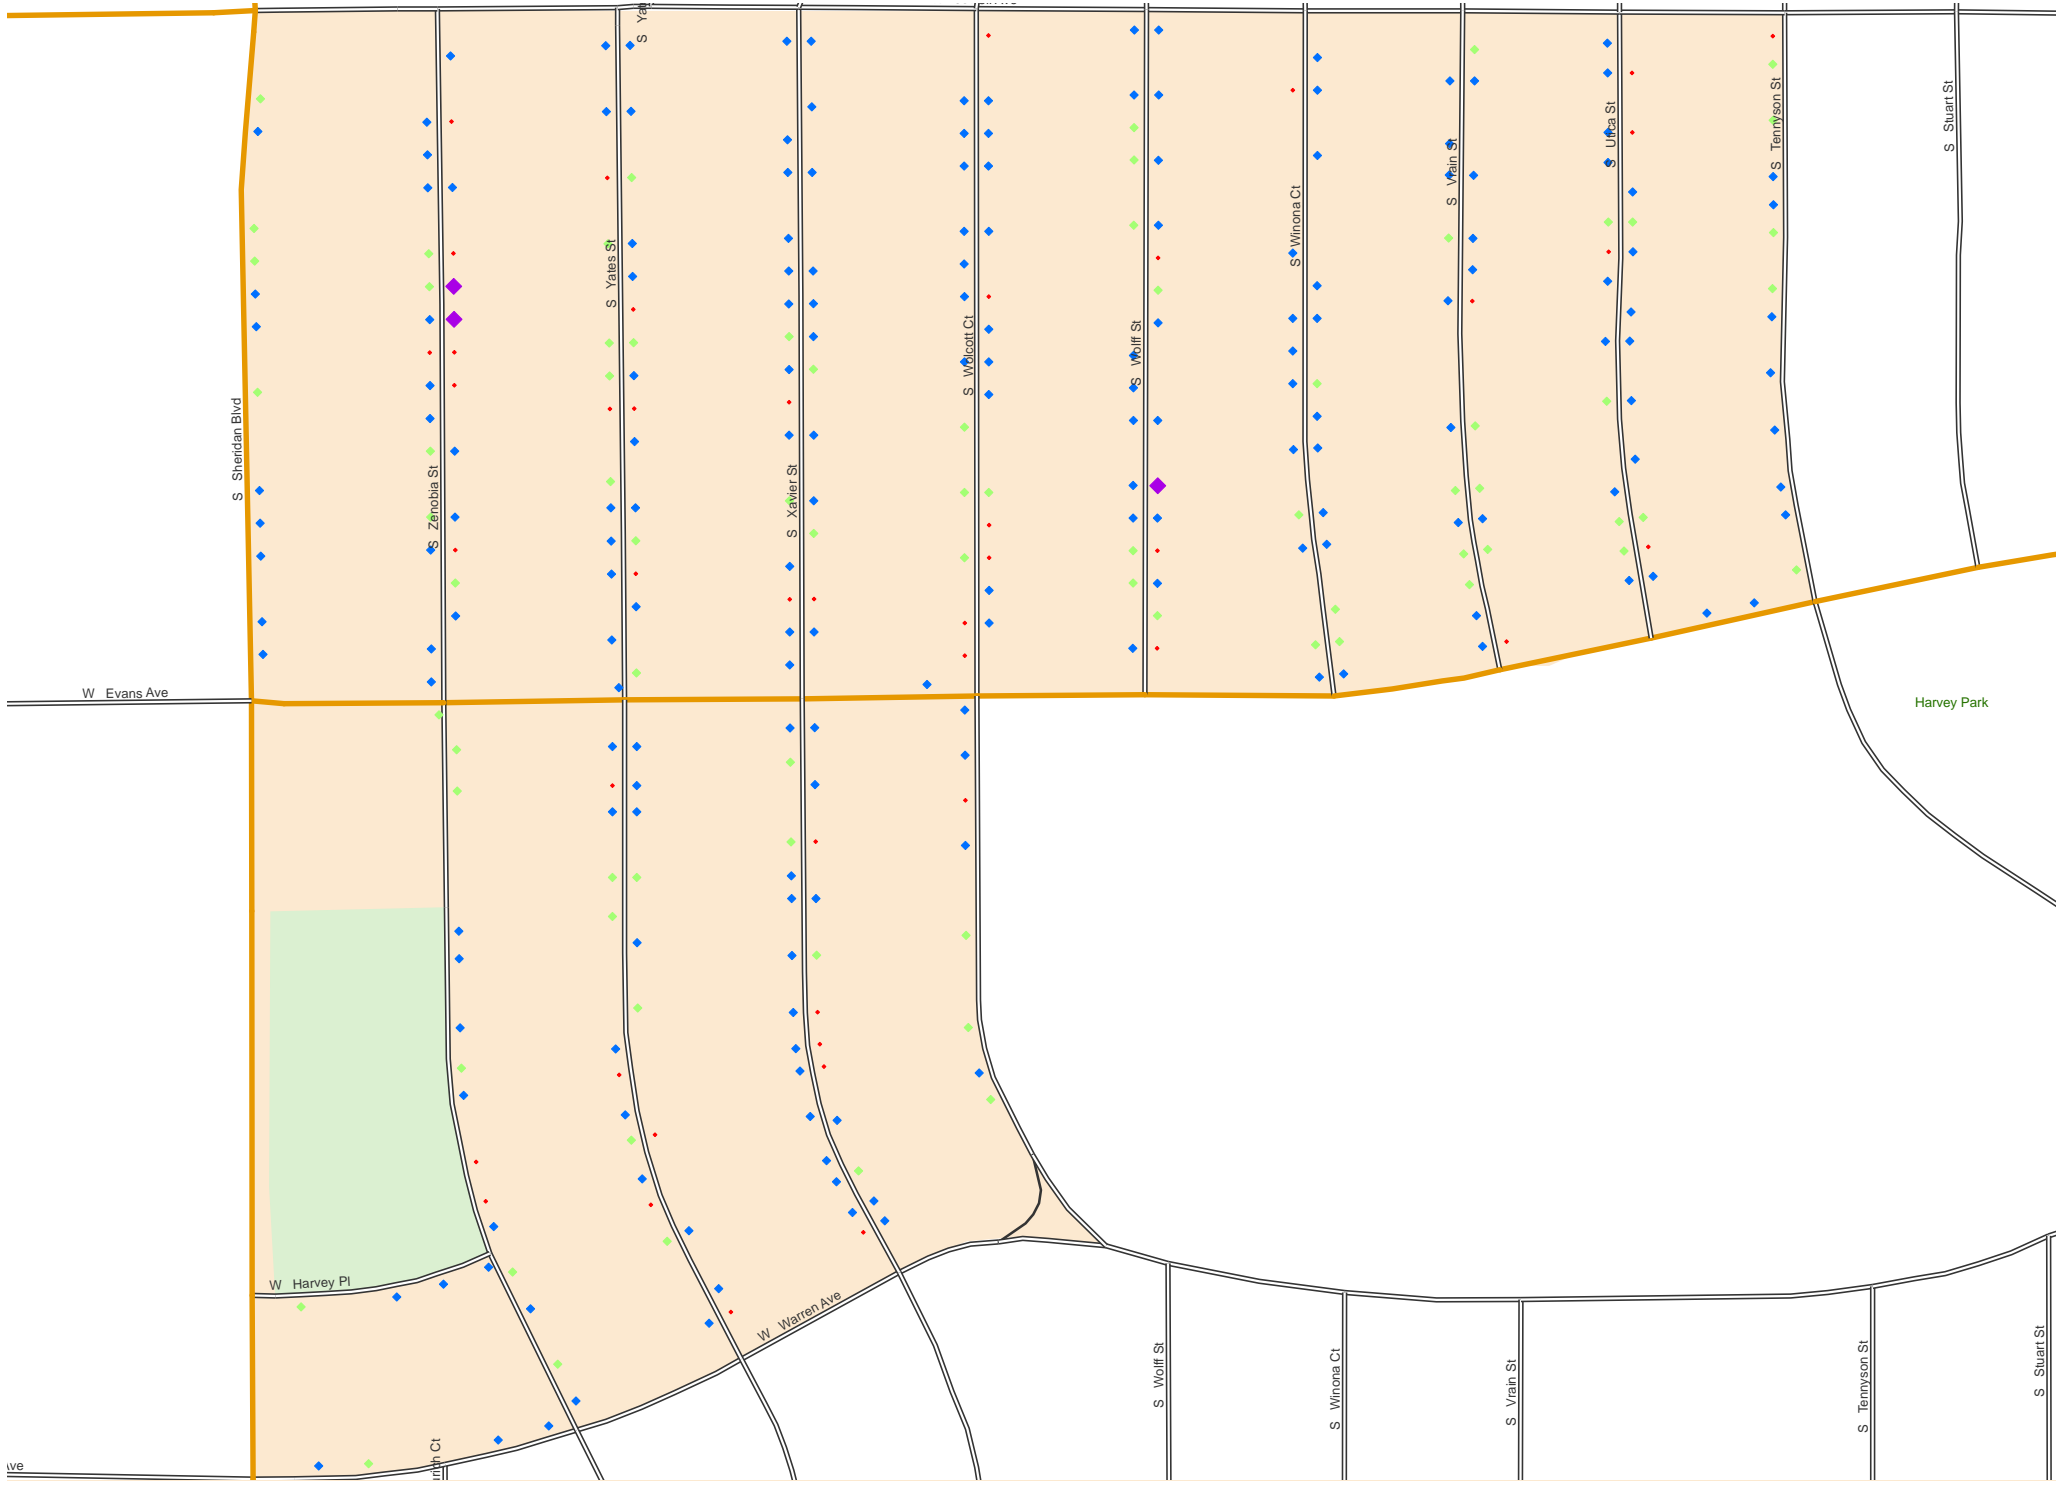 S Stuart St
S Tennyson St
S Utica St
S Vrain St
S Winona Ct
S Yates St
S Wolcott Ct
S Wolff St
S Sheridan Blvd
S Zenobia St
S Xavier St
W Evans Ave
Harvey Park
W Harvey Pl
W Warren Ave
S Wolff St
S Winona Ct
S Vrain St
S Tennyson St
S Stuart St
Ct
Ave